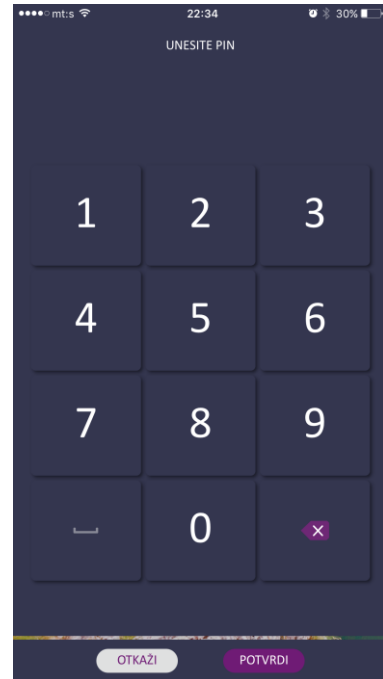 mt:s 22:34 30%
UNESITE PIN
1 2 3
4 5 6
7 8 9
0
OTKAŽI POTVRDI